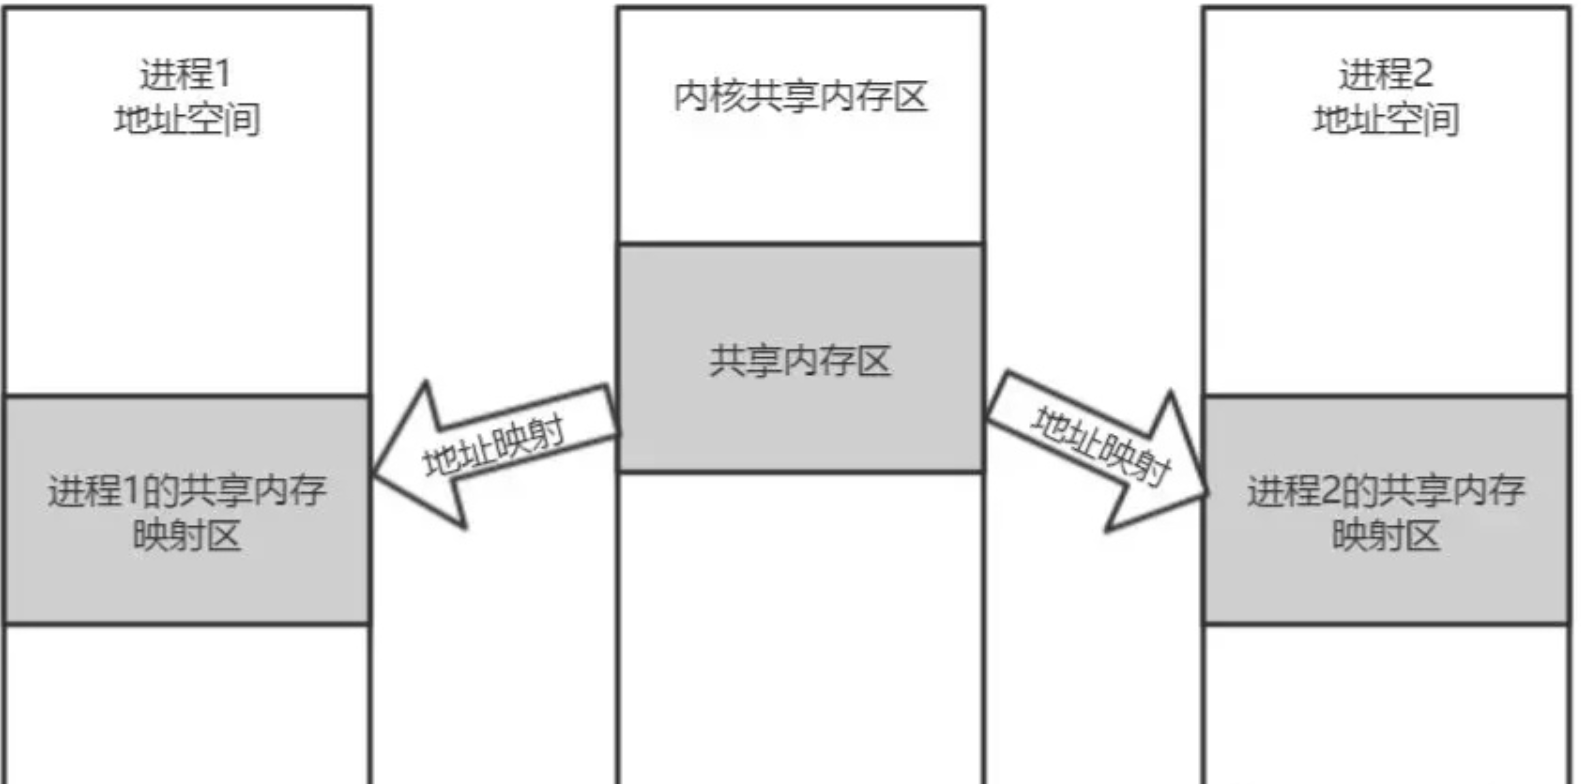 进程1
地址空间
内核共享内存区
进程2
地址空间
共享内存区
地址映射
地址映射
进程1的共享内存
映射区
进程2的共享内存
映射区